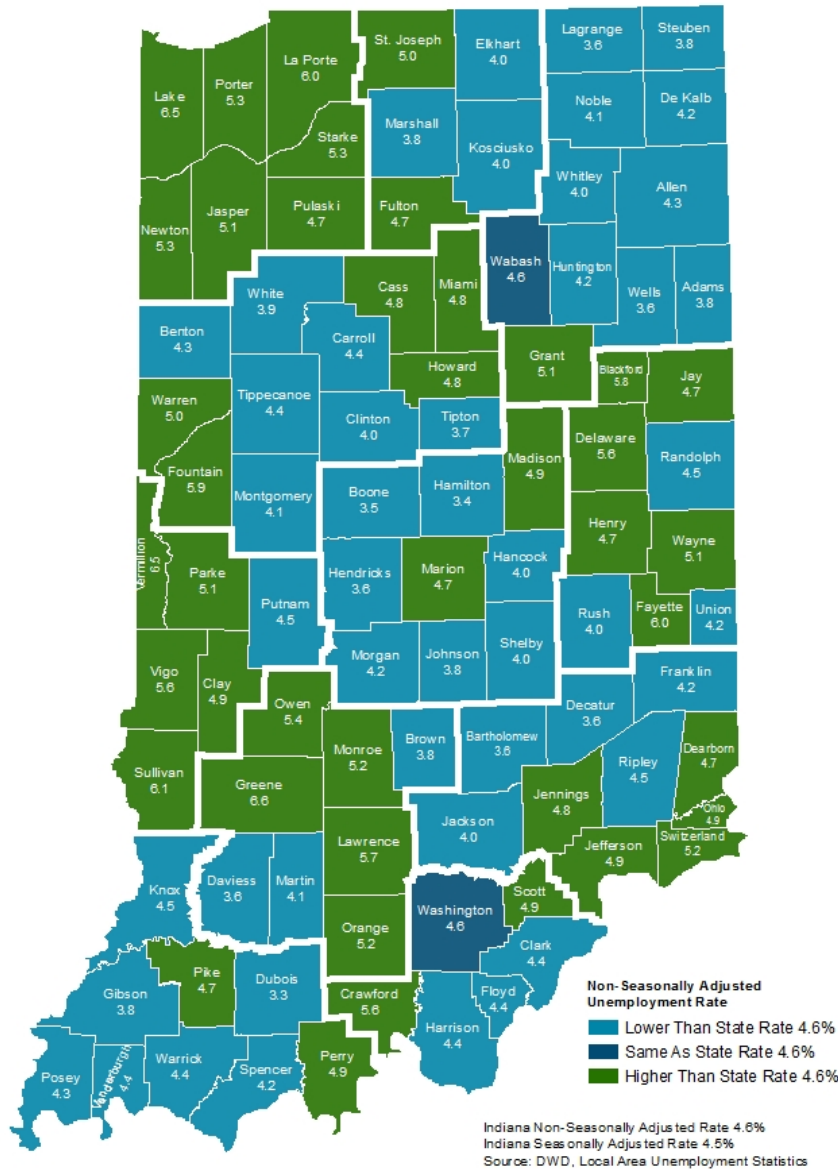 St. Joseph
5.0
Elkhart
4.0
Lagrange
3.6
Steuben
3.8
La Porte
6.0
Porter
5.3
Lake
6.5
Noble
4.1
De Kalb
4.2
Marshall
3.8
Kosciusko
4.0
Starke
5.3
Whitley
4.0
Allen
4.3
Newton
5.3
Jasper
5.1
Pulaski
4.7
Fulton
4.7
Wabash
4.6
Huntington
4.2
Wells
3.6
Adams
3.8
White
3.9
Cass
4.8
Miami
4.8
Benton
4.3
Carroll
4.4
Howard
4.8
Grant
5.1
Blackford
5.8
Jay
4.7
Warren
5.0
Tippecanoe
4.4
Clinton
4.0
Tipton
3.7
Madison
4.9
Delaware
5.6
Randolph
4.5
Fountain
5.9
Montgomery
4.1
Boone
3.5
Hamilton
3.4
Henry
4.7
Wayne
5.1
Vermillion
6.5
Parke
5.1
Putnam
4.5
Hendricks
3.6
Marion
4.7
Hancock
4.0
Rush
4.0
Fayette
6.0
Union
4.2
Vigo
5.6
Clay
4.9
Morgan
4.2
Johnson
3.8
Shelby
4.0
Franklin
4.2
Owen
5.4
Monroe
5.2
Brown
3.8
Bartholomew
3.6
Decatur
3.6
Ripley
4.5
Dearborn
4.7
Sullivan
6.1
Greene
6.6
Jennings
4.8
Ohio
4.9
Jackson
4.0
Lawrence
5.7
Jefferson
4.9
Switzerland
5.2
Knox
4.5
Daviess
3.6
Martin
4.1
Orange
5.2
Washington
4.6
Scott
4.9
Clark
4.4
Gibson
3.8
Pike
4.7
Dubois
3.3
Crawford
5.6
Floyd
4.4
Harrison
4.4
Posey
4.3
Vanderburgh
4.4
Warrick
4.4
Spencer
4.2
Perry
4.9
Non-Seasonally Adjusted
Unemployment Rate
Lower Than State Rate 4.6%
Same As State Rate 4.6%
Higher Than State Rate 4.6%
Indiana Non-Seasonally Adjusted Rate 4.6%
Indiana Seasonally Adjusted Rate 4.5%
Source: DWD, Local Area Unemployment Statistics